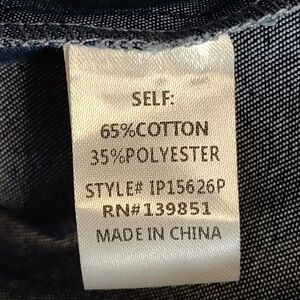 SELF:
65%COTTON
35%POLYESTER
STYLE# IP15626P
RN#139851
MADE IN CHINA